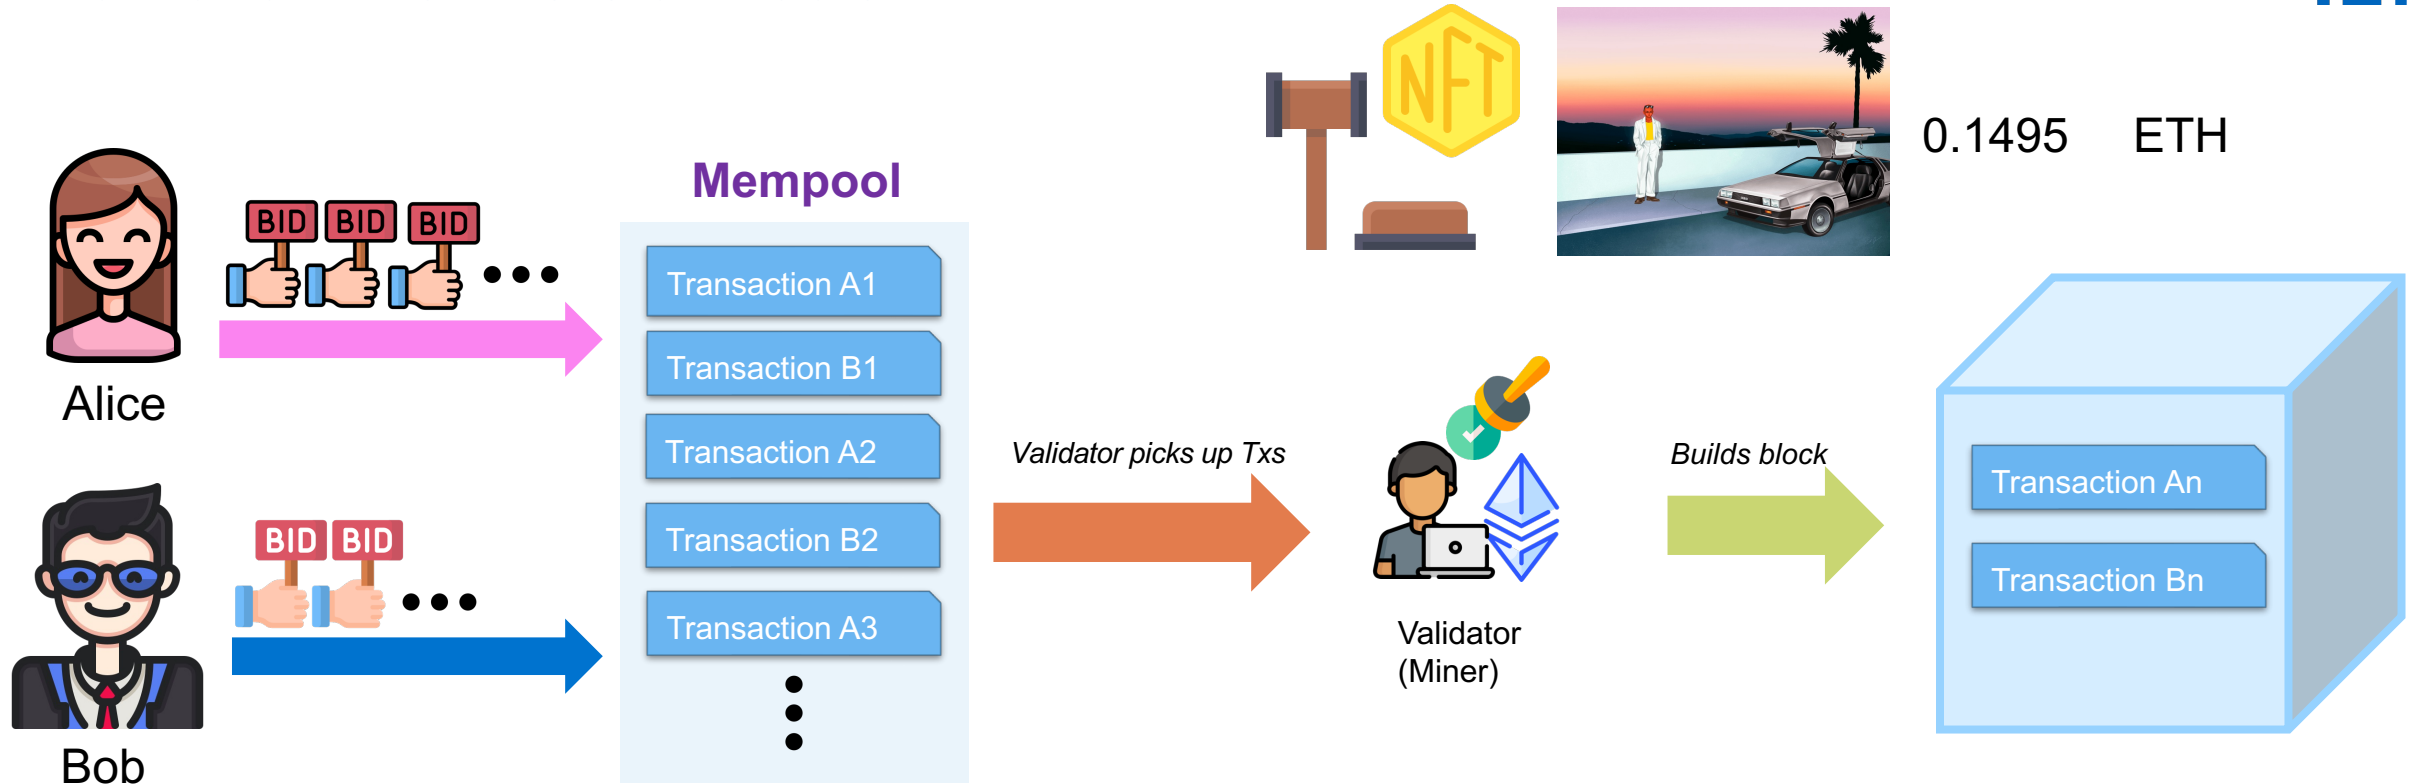 NFT
0.1495 ETH
Mempool
BID BID BID
Alice
BID BID
Bob
Transaction A1
Transaction B1
Transaction A2
Transaction B2
Transaction A3
Validator picks up Txs
Validator
(Miner)
Builds block
Transaction An
Transaction Bn